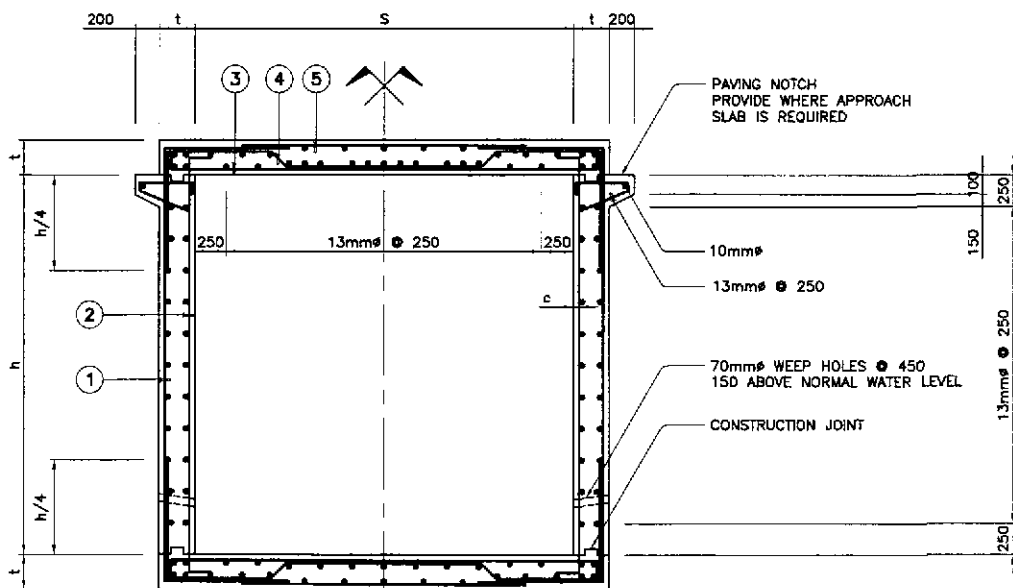 200 t S t 200
3 4 5
PAVING NOTCH
PROVIDE WHERE APPROACH
SLAB IS REQUIRED
t
h/4
100
250
150
250 13mmø @ 250 250
10mmø
13mmø @ 250
c
2
h
1
13mmø @ 250
70mmø WEEP HOLES @ 450
150 ABOVE NORMAL WATER LEVEL
CONSTRUCTION JOINT
h/4
250
t